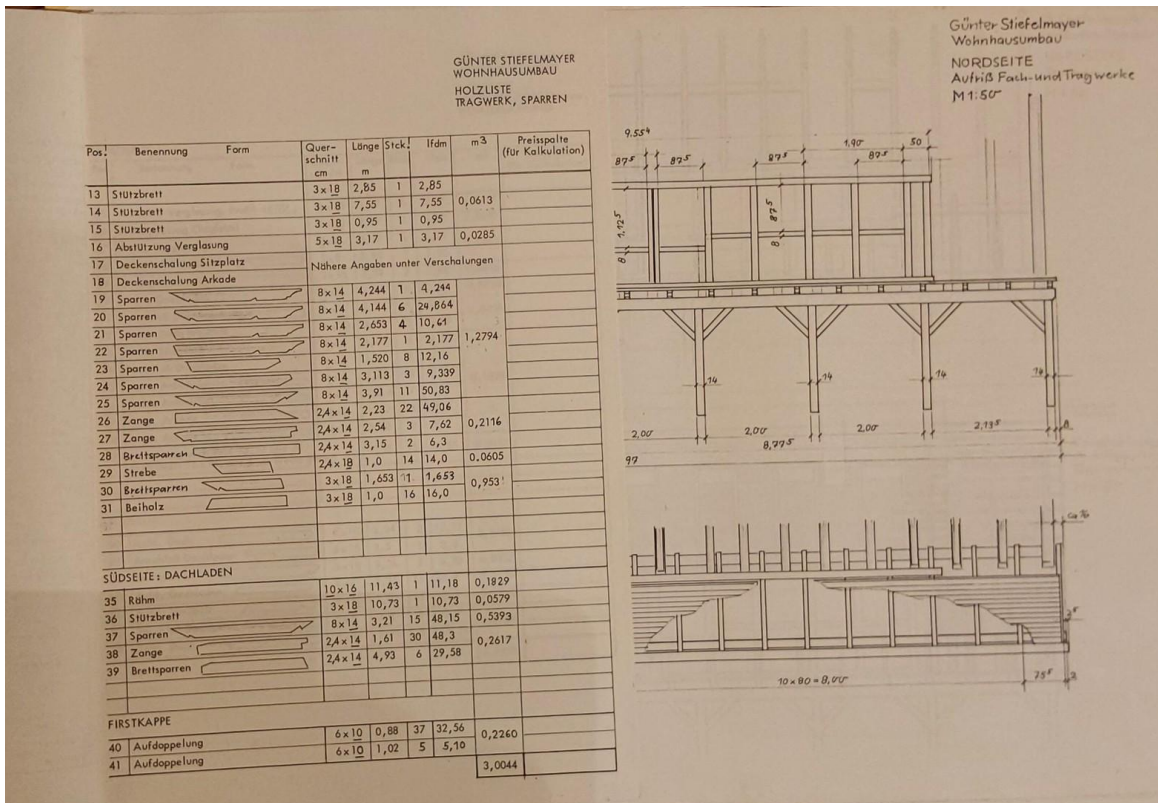 GÜNTER STIEFELMAYER
WOHNHAUSUMBAU
HOLZLISTE
TRAGWERK, SPARREN
Pos. Benennung Form Quer- schnitt cm Länge m Stck. lfdm m3 Preisspalte (für Kalkulation)
13 Stützbrett 3x18 2,85 1 2,85
14 Stützbrett 3x18 7,55 1 7,55 0,0613
15 Stützbrett 3x18 0,95 1 0,95
16 Abstützung Verglasung 5x18 3,17 1 3,17 0,0285
17 Deckenschalung Sitzplatz Nähere Angaben unter Verschalungen
18 Deckenschalung Arkade
19 Sparren 8x14 4,244 1 4,244
20 Sparren 8x14 4,144 6 24,864
21 Sparren 8x14 2,653 4 10,61
22 Sparren 8x14 2,177 1 2,177 1,2794
23 Sparren 8x14 1,520 8 12,16
24 Sparren 8x14 3,113 3 9,339
25 Sparren 8x14 3,91 11 50,83
26 Zange 2,4x14 2,23 22 49,06
27 Zange 2,4x14 2,54 3 7,62 0,2116
28 Brettsparren 2,4x14 3,15 2 6,3
29 Strebe 2,4x18 1,0 14 14,0 0.0605
30 Brettsparren 3x18 1,653 1 1,653 0,953
31 Beiholz 3x18 1,0 16 16,0
SÜDSEITE: DACHLADEN
35 Rähm 10x16 11,43 1 11,18 0,1829
36 Stützbrett 3x18 10,73 1 10,73 0,0579
37 Sparren 8x14 3,21 15 48,15 0,5393
38 Zange 2,4x14 1,61 30 48,3 0,2617
39 Brettsparren 2,4x14 4,93 6 29,58
FIRSTKAPPE
40 Aufdoppelung 6x10 0,88 37 32,56 0,2260
41 Aufdoppelung 6x10 1,02 5 5,10
3,0044
Günter Stiefelmayer
Wohnhausumbau
NORDSEITE
Aufriß Fach-und Tragwerke
M 1:50
9,55⁴
87⁵ 87⁵ 87⁵ 1,90 87⁵ 50
1,12⁵ 8 87⁵ 8
14 14 14 14
2,00 2,00 2,00 2,13⁵ 8
8,77⁵
97
10 x 80 = 8,00 75⁵ 2